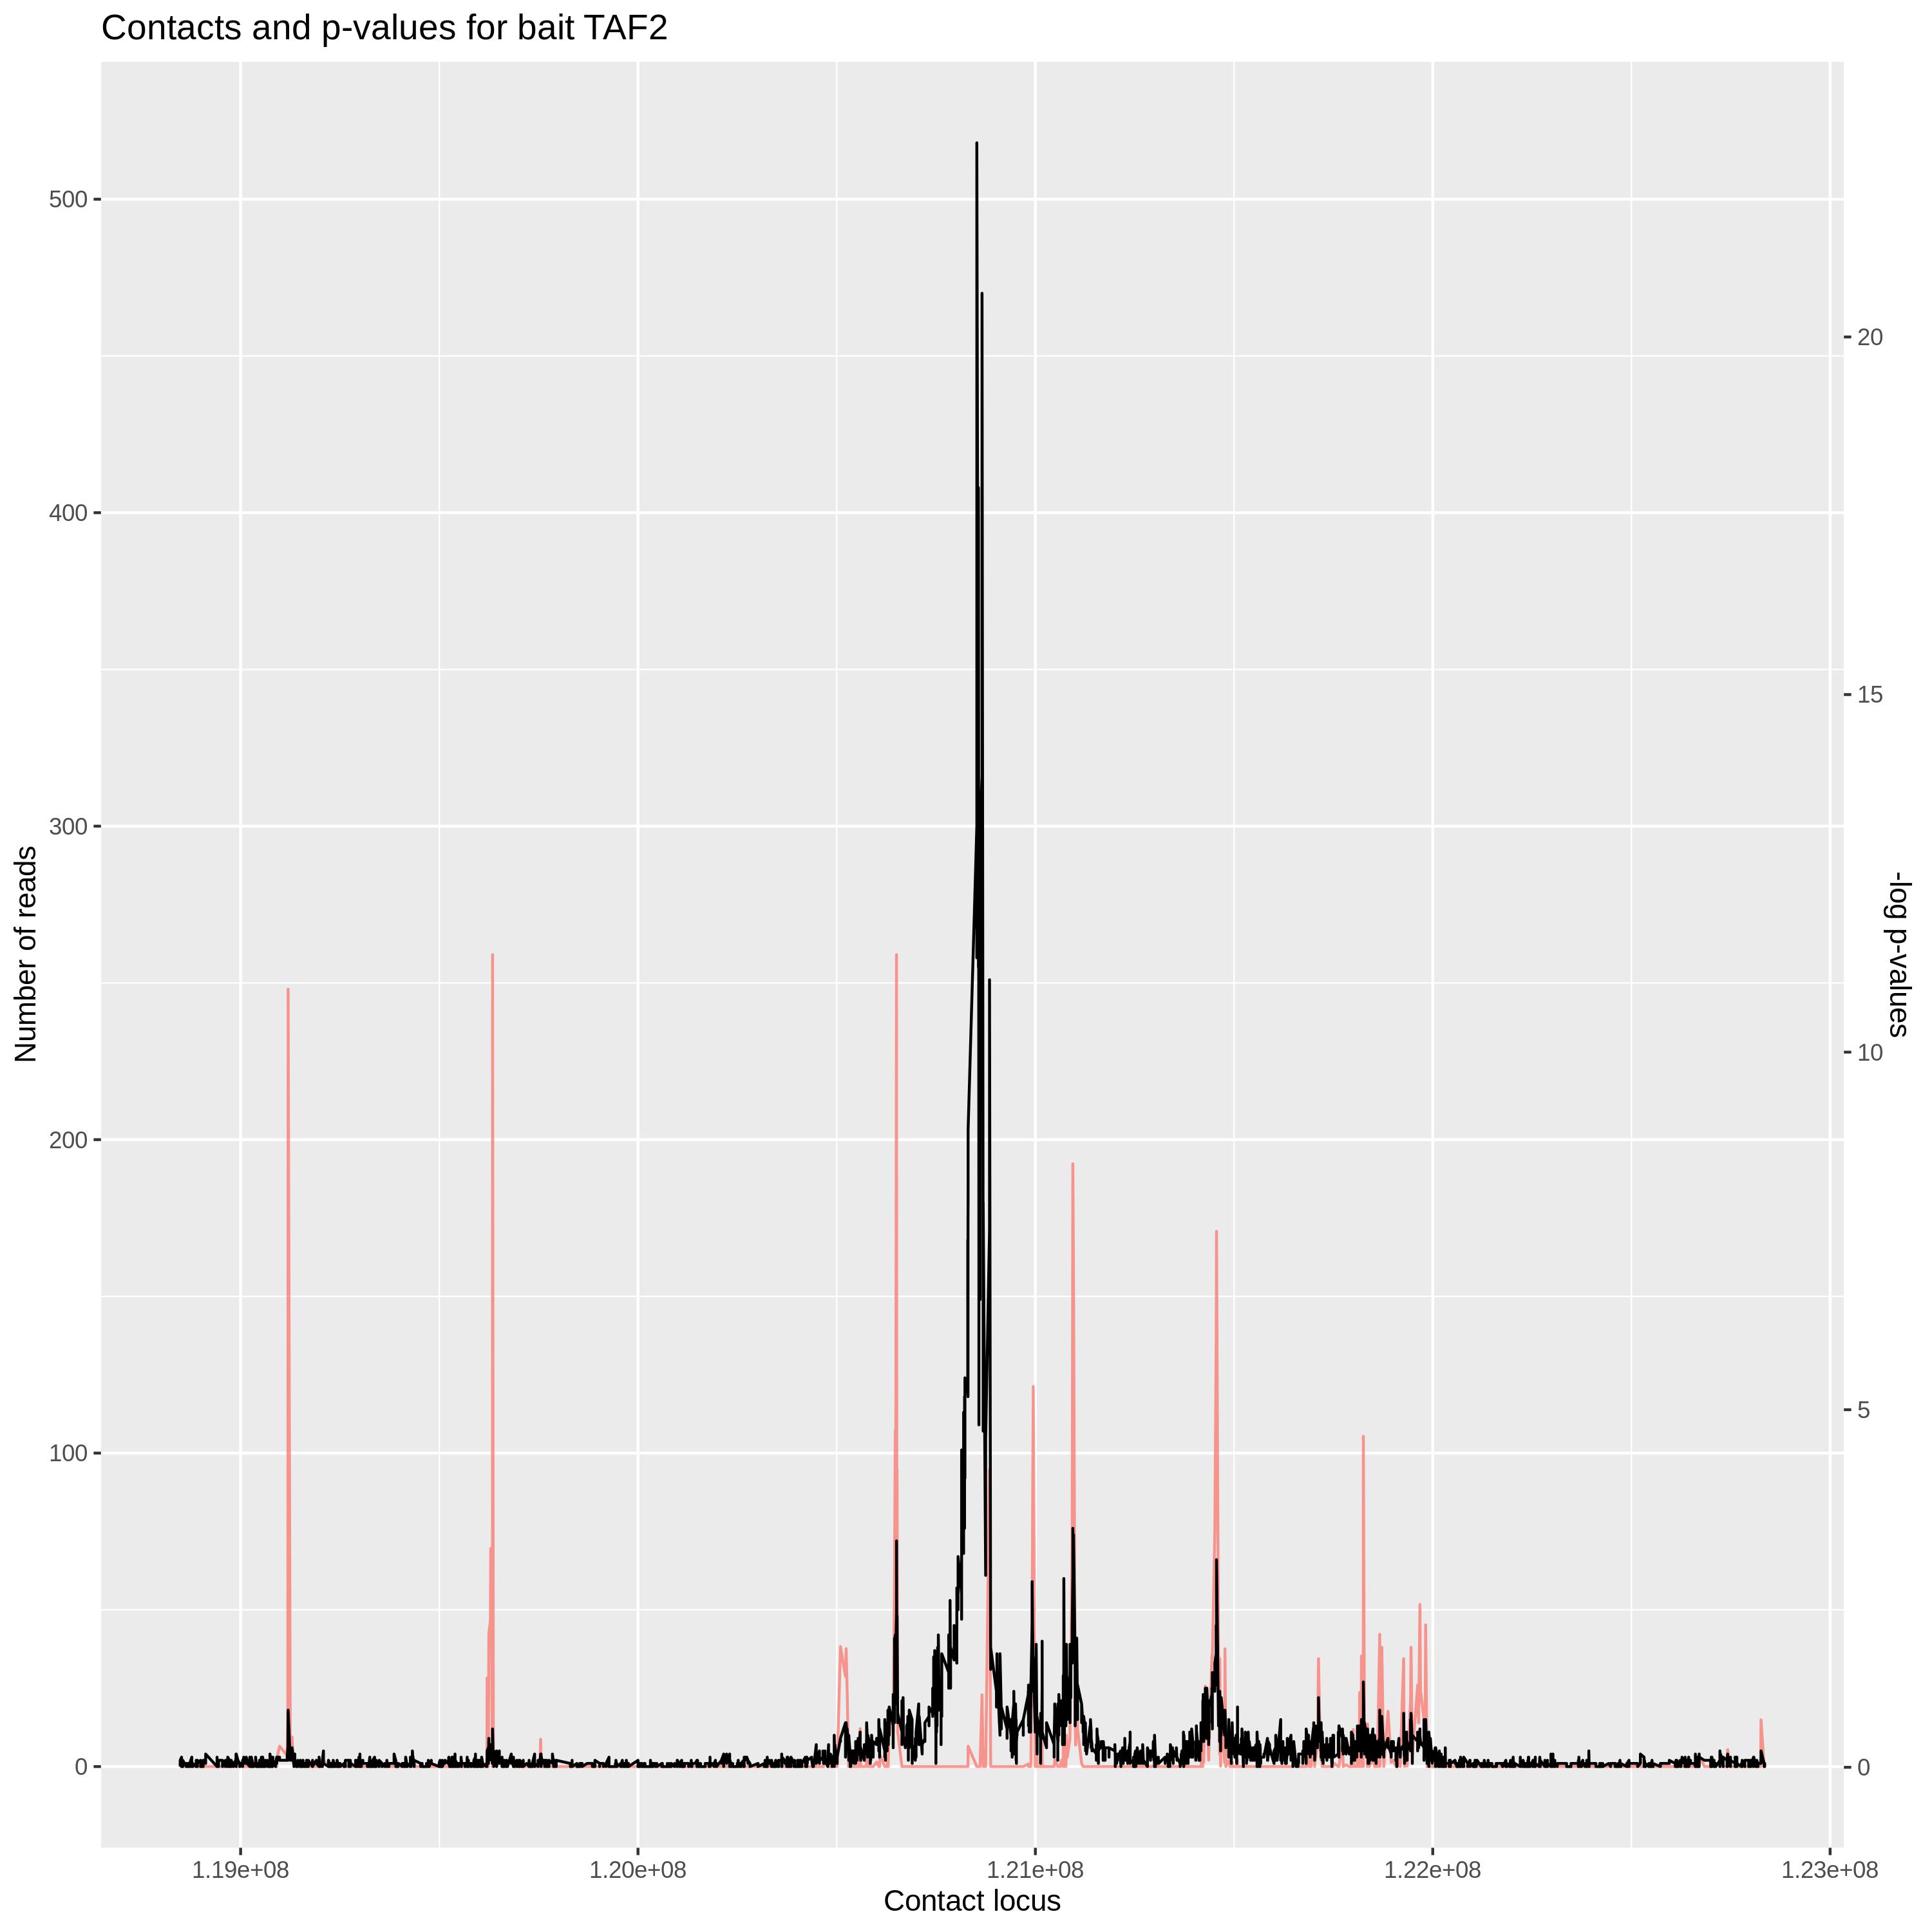 Contacts and p-values for bait TAF2
500
400
300
200
100
0
Number of reads
20
15
10
5
0
-log p-values
1.19e+08
1.20e+08
1.21e+08
1.22e+08
1.23e+08
Contact locus